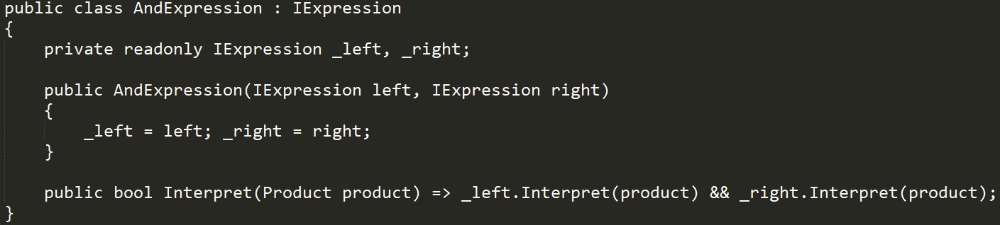 public class AndExpression : IExpression
{
    private readonly IExpression _left, _right;

    public AndExpression(IExpression left, IExpression right)
    {
        _left = left; _right = right;
    }

    public bool Interpret(Product product) => _left.Interpret(product) && _right.Interpret(product);
}